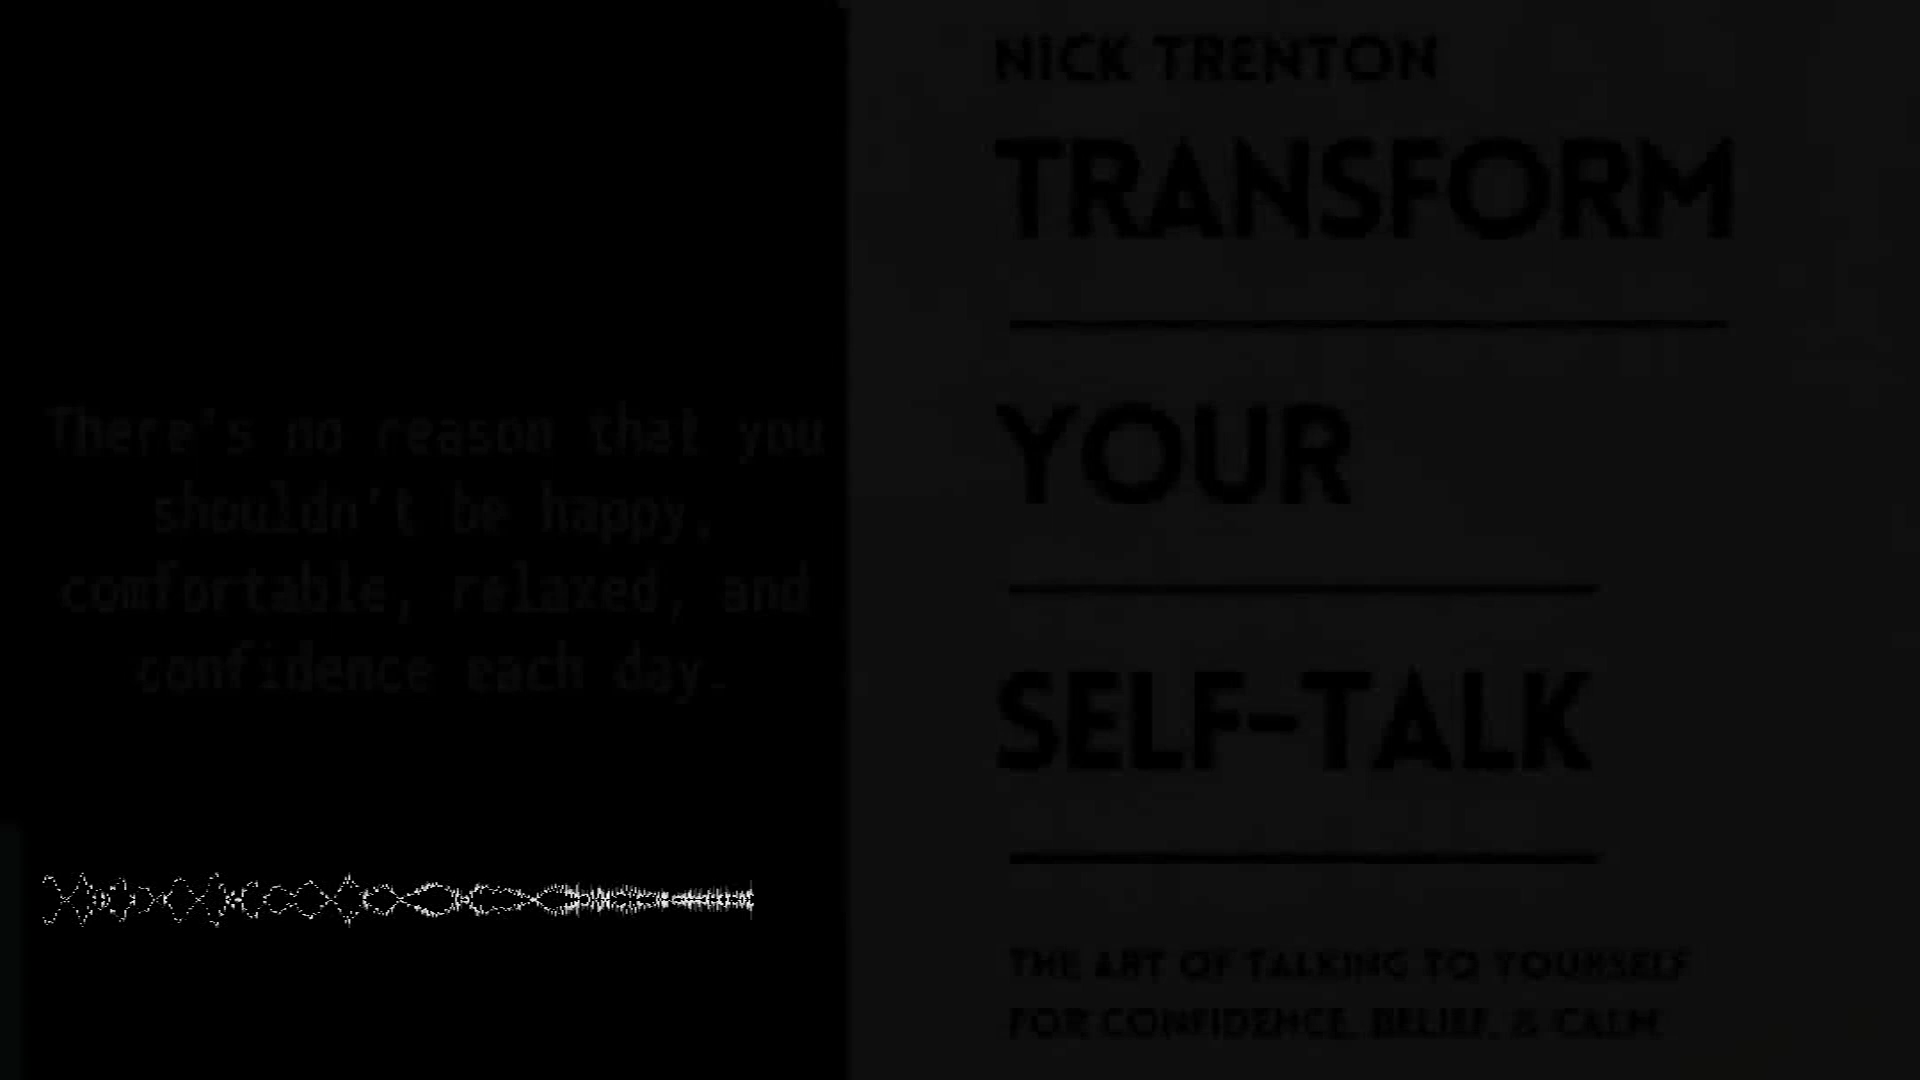 There's no reason that you
shouldn't be happy,
comfortable, relaxed, and
confidence each day.
NICK TRENTON
TRANSFORM
YOUR
SELF-TALK
THE ART OF TALKING TO YOURSELF
FOR CONFIDENCE, BELIEF, & CALM